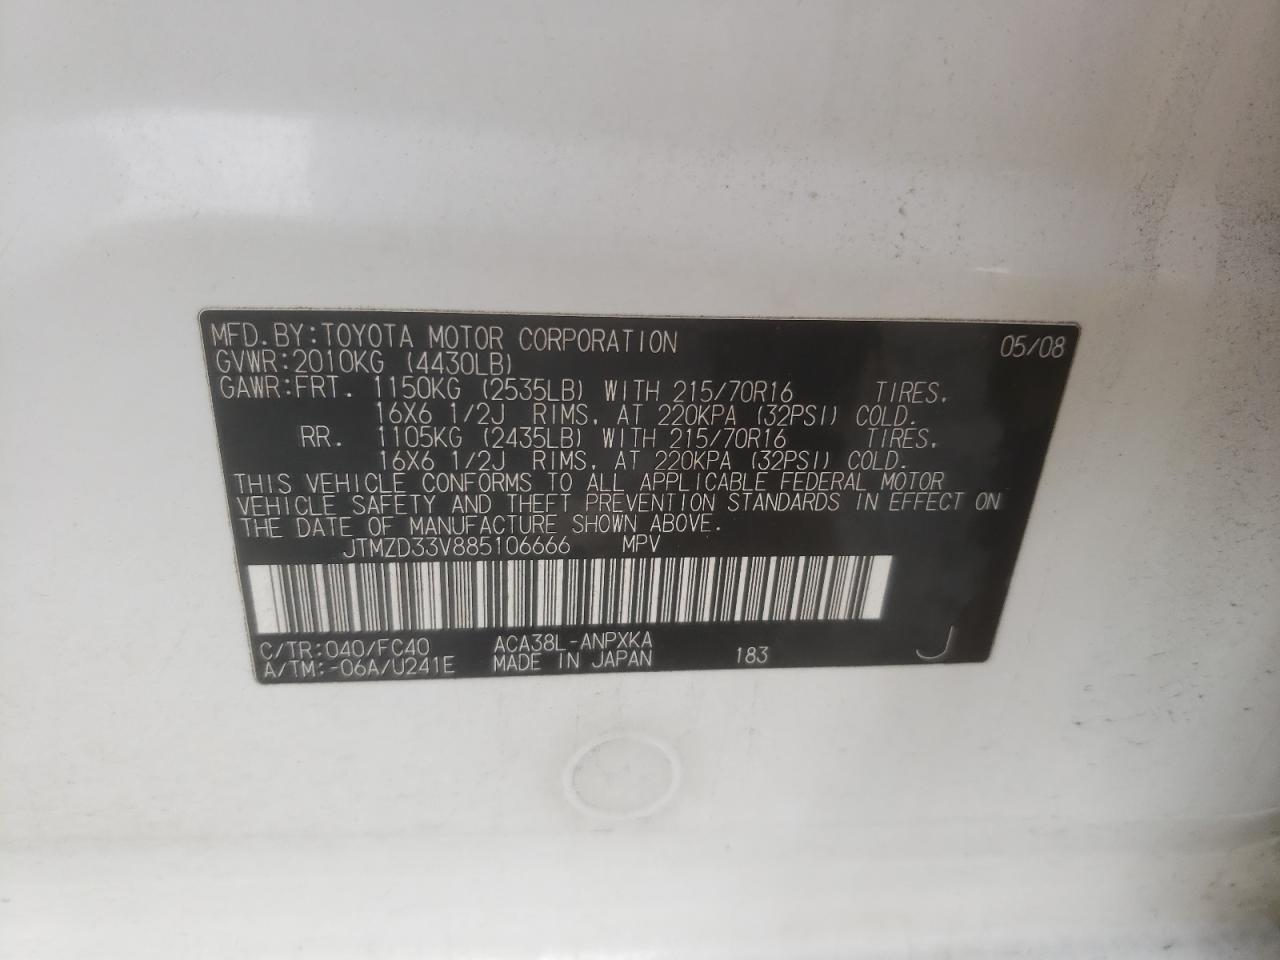 MFD.BY:TOYOTA MOTOR CORPORATION 05/08
GVWR:2010KG (4430LB)
GAWR:FRT. 1150KG (2535LB) WITH 215/70R16 TIRES,
16X6 1/2J RIMS, AT 220KPA (32PSI) COLD.
RR. 1105KG (2435LB) WITH 215/70R16 TIRES,
16X6 1/2J RIMS, AT 220KPA (32PSI) COLD.
THIS VEHICLE CONFORMS TO ALL APPLICABLE FEDERAL MOTOR
VEHICLE SAFETY AND THEFT PREVENTION STANDARDS IN EFFECT ON
THE DATE OF MANUFACTURE SHOWN ABOVE.
JTMZD33V885106666 MPV
C/TR:040/FC40 ACA38L-ANPXKA
A/TM:-06A/U241E MADE IN JAPAN 183 J